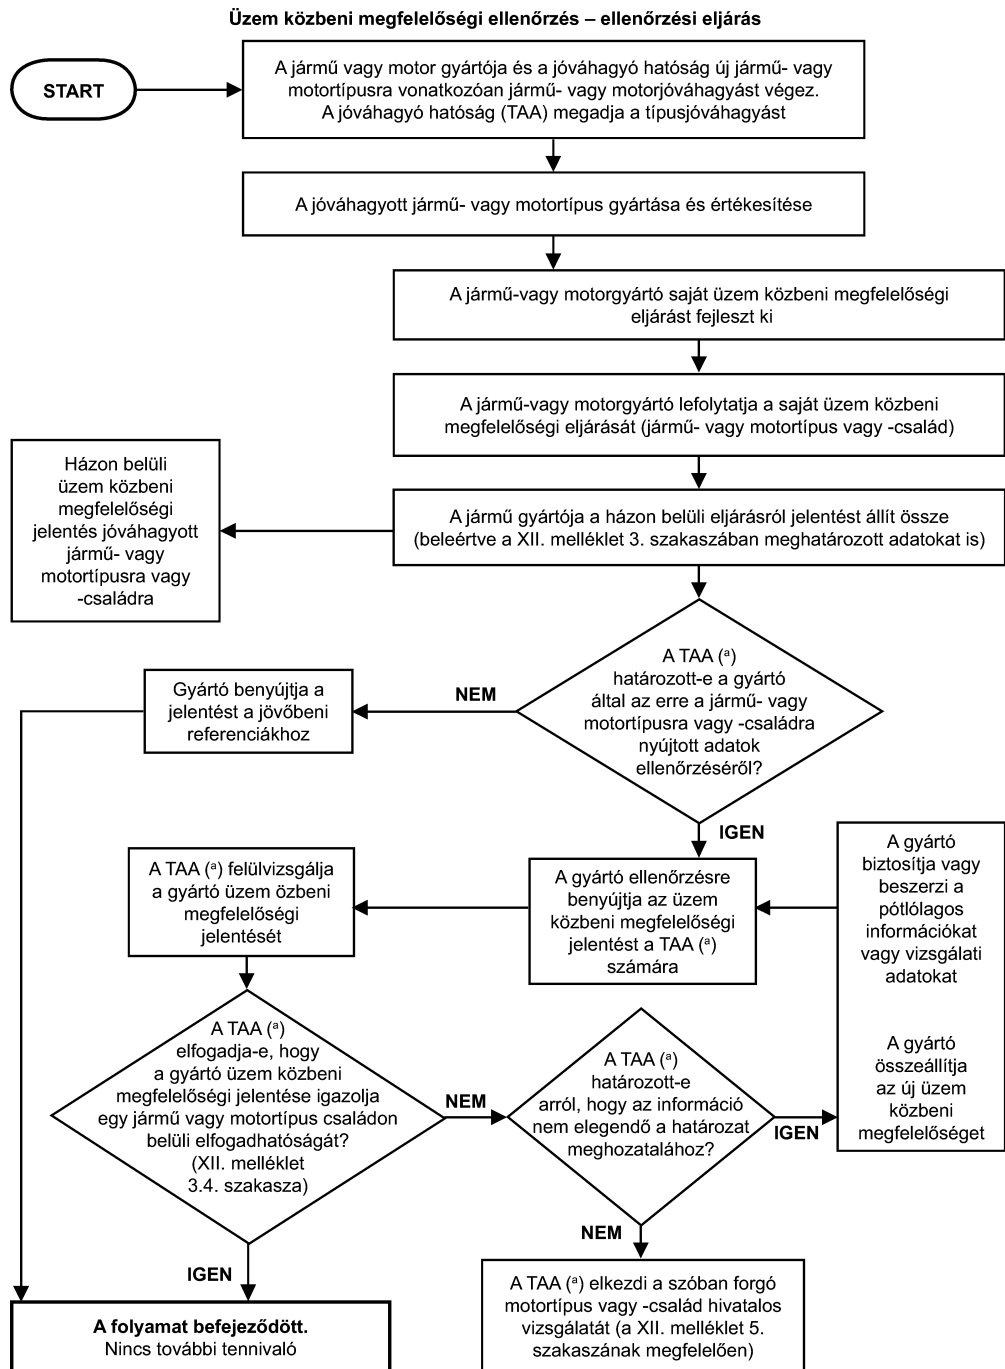 Üzem közbeni megfelelőségi ellenőrzés – ellenőrzési eljárás
START
A jármű vagy motor gyártója és a jóváhagyó hatóság új jármű- vagy
motortípusra vonatkozóan jármű- vagy motorjóváhagyást végez.
A jóváhagyó hatóság (TAA) megadja a típusjóváhagyást
A jóváhagyott jármű- vagy motortípus gyártása és értékesítése
A jármű-vagy motorgyártó saját üzem közbeni megfelelőségi
eljárást fejleszt ki
A jármű-vagy motorgyártó lefolytatja a saját üzem közbeni
megfelelőségi eljárását (jármű- vagy motortípus vagy -család)
Házon belüli
üzem közbeni
megfelelőségi
jelentés jóváhagyott
jármű- vagy
motortípusra vagy
-családra
A jármű gyártója a házon belüli eljárásról jelentést állít össze
(beleértve a XII. melléklet 3. szakaszában meghatározott adatokat is)
A TAA (ª)
határozott-e a gyártó
által az erre a jármű- vagy
motortípusra vagy -családra
nyújtott adatok
ellenőrzéséről?
NEM
Gyártó benyújtja a
jelentést a jövőbeni
referenciákhoz
IGEN
A gyártó
biztosítja vagy
beszerzi a
pótlólagos
információkat
vagy vizsgálati
adatokat
A gyártó
összeállítja
az új üzem
közbeni
megfelelőséget
A gyártó ellenőrzésre
benyújtja az üzem
közbeni megfelelőségi
jelentést a TAA (ª)
számára
A TAA (ª) felülvizsgálja
a gyártó üzem özbeni
megfelelőségi
jelentését
A TAA (ª)
elfogadja-e, hogy
a gyártó üzem közbeni
megfelelőségi jelentése igazolja
egy jármű vagy motortípus családon
belüli elfogadhatóságát?
(XII. melléklet
3.4. szakasza)
NEM
A TAA (ª)
határozott-e
arról, hogy az információ
nem elegendő a határozat
meghozatalához?
IGEN
NEM
IGEN
A TAA (ª) elkezdi a szóban forgó
motortípus vagy -család hivatalos
vizsgálatát (a XII. melléklet 5.
szakaszának megfelelően)
A folyamat befejeződött.
Nincs további tennivaló